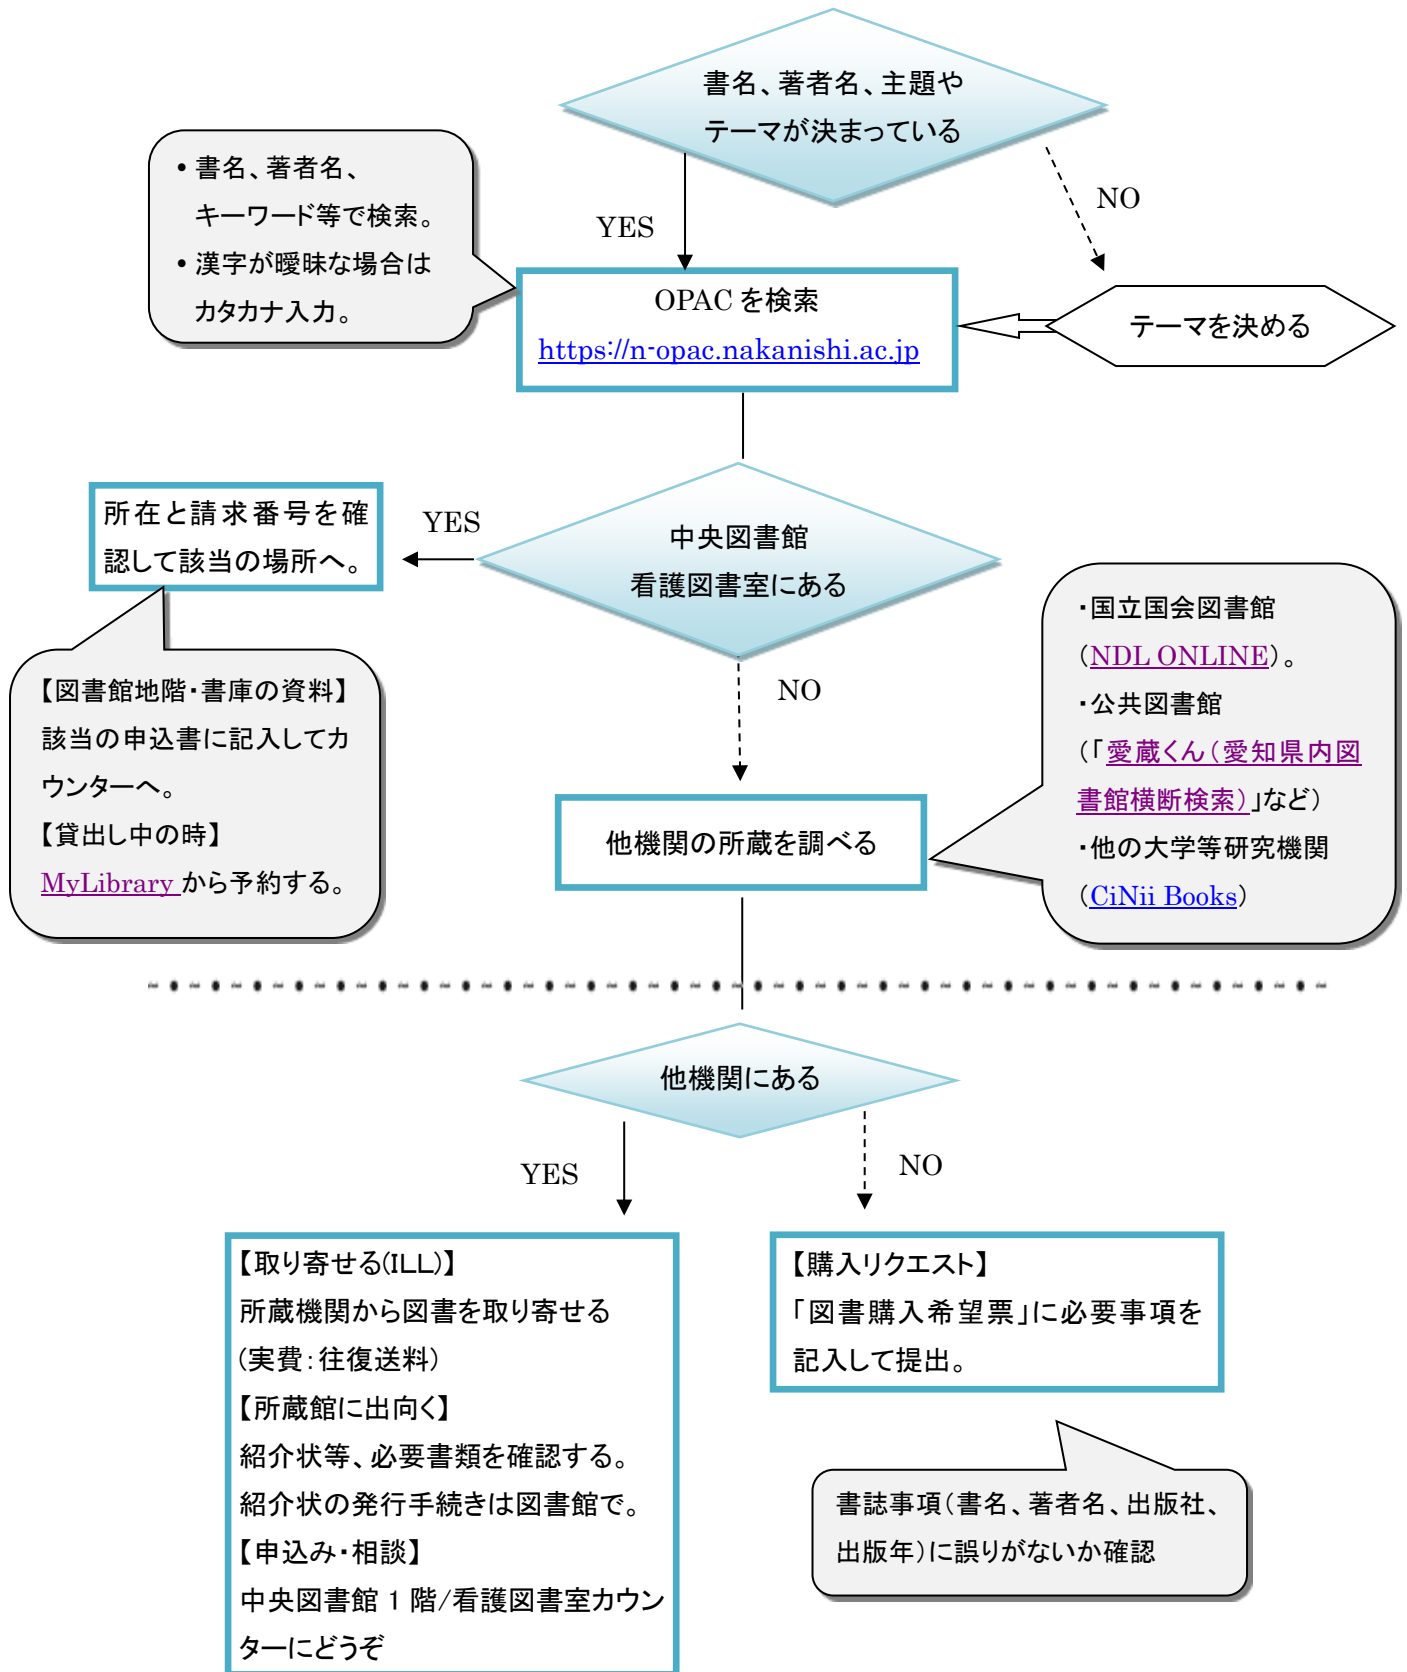 書名、著者名、主題や
テーマが決まっている
• 書名、著者名、
キーワード等で検索。
• 漢字が曖昧な場合は
カタカナ入力。
YES
NO
OPAC を検索
https://n-opac.nakanishi.ac.jp
テーマを決める
所在と請求番号を確
認して該当の場所へ。
YES
中央図書館
看護図書室にある
NO
【図書館地階・書庫の資料】
該当の申込書に記入してカ
ウンターへ。
【貸出し中の時】
MyLibrary から予約する。
・国立国会図書館
（NDL ONLINE）。
・公共図書館
（「愛蔵くん（愛知県内図
書館横断検索）」など）
・他の大学等研究機関
（CiNii Books）
他機関の所蔵を調べる
他機関にある
YES
NO
【取り寄せる(ILL)】
所蔵機関から図書を取り寄せる
(実費：往復送料)
【所蔵館に出向く】
紹介状等、必要書類を確認する。
紹介状の発行手続きは図書館で。
【申込み・相談】
中央図書館 1 階/看護図書室カウン
ターにどうぞ
【購入リクエスト】
「図書購入希望票」に必要事項を
記入して提出。
書誌事項（書名、著者名、出版社、
出版年）に誤りがないか確認